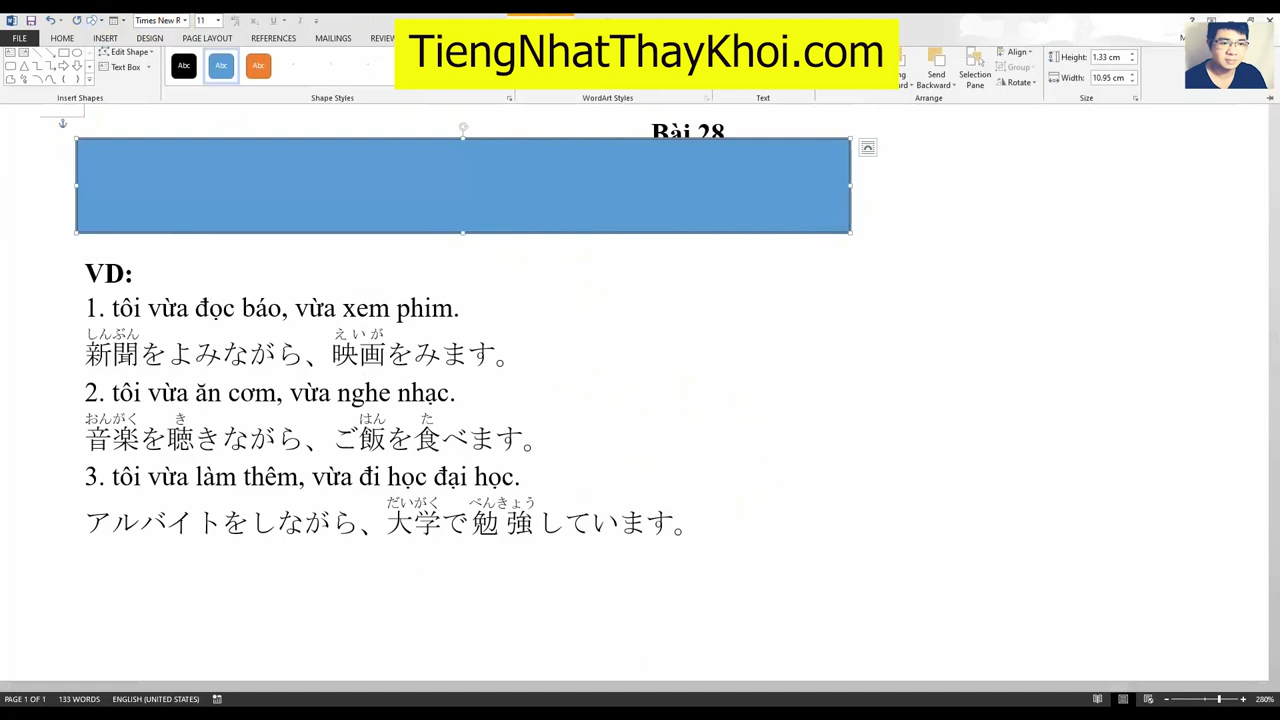 Times New R 11
FILE HOME INSERT DESIGN PAGE LAYOUT REFERENCES MAILINGS
TiengNhatThayKhoi.com
Edit Shape
Text Box
Abc Abc Abc
Send Backward
Selection Pane
Align
Group
Rotate
Height: 1.33 cm
Width: 10.95 cm
Insert Shapes Shape Styles WordArt Styles Text Arrange Size
Bài 28
VD:
1. tôi vừa đọc báo, vừa xem phim.
しんぶん えいが
新聞をよみながら、映画をみます。
2. tôi vừa ăn cơm, vừa nghe nhạc.
おんがく き はん た
音楽を聴きながら、ご飯を食べます。
3. tôi vừa làm thêm, vừa đi học đại học.
だいがく べんきょう
アルバイトをしながら、大学で勉強しています。
PAGE 1 OF 1 133 WORDS ENGLISH (UNITED STATES) 280%